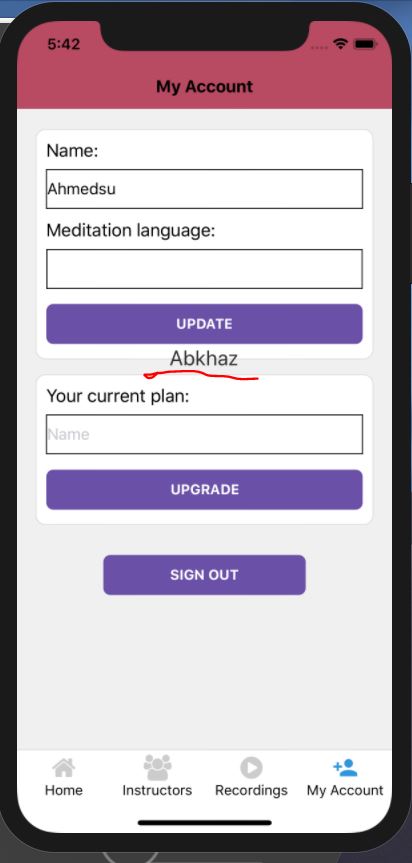 5:42
My Account
Name:
Ahmedsu
Meditation language:
UPDATE
Abkhaz
Your current plan:
Name
UPGRADE
SIGN OUT
Home Instructors Recordings My Account